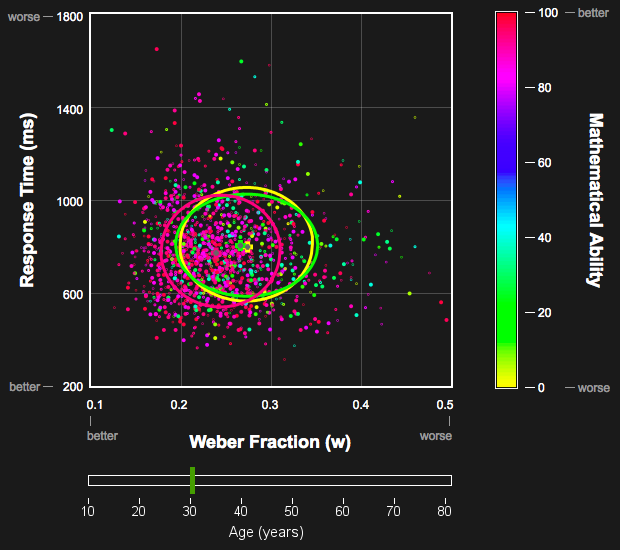 worse
1800
1400
1000
600
200
better
Response Time (ms)
0.1
0.2
0.3
0.4
0.5
better
worse
Weber Fraction (w)
10
20
30
40
50
60
70
80
Age (years)
100
better
80
60
40
20
0
worse
Mathematical Ability